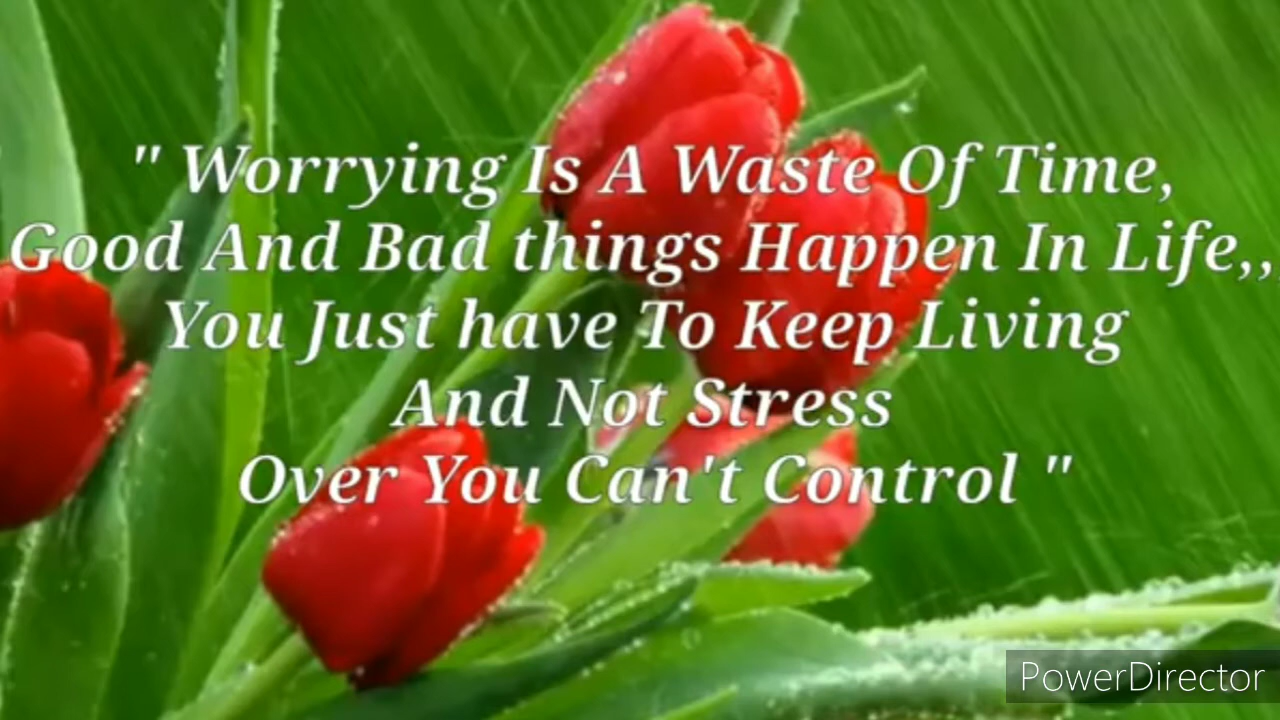 " Worrying Is A Waste Of Time,
Good And Bad things Happen In Life,,
You Just have To Keep Living
And Not Stress
Over You Can't Control "
PowerDirector